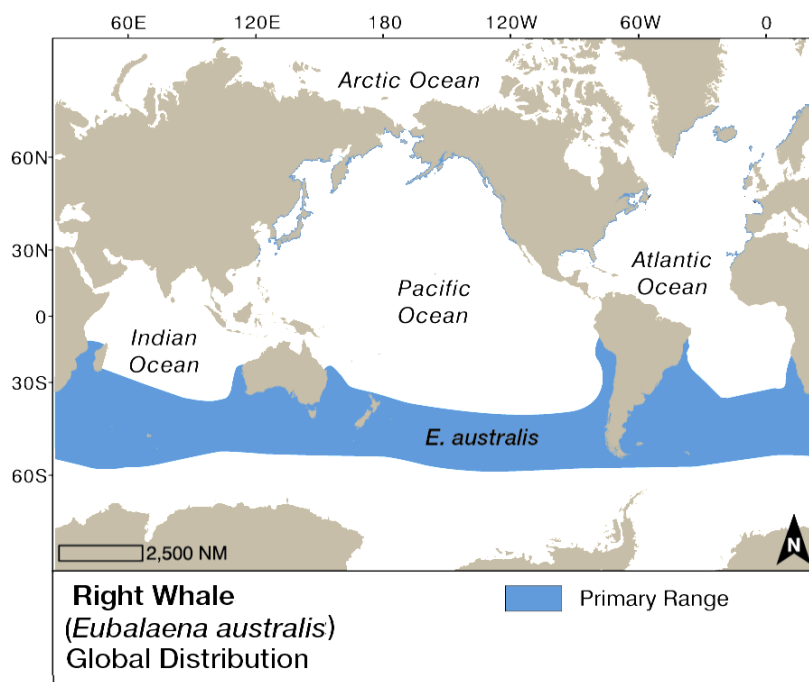 60E 120E 180 120W 60W 0
Arctic Ocean
60N
30N
Atlantic
Ocean
Pacific
Ocean
0
Indian
Ocean
30S
E. australis
60S
2,500 NM
N
Right Whale
(Eubalaena australis)
Global Distribution
Primary Range